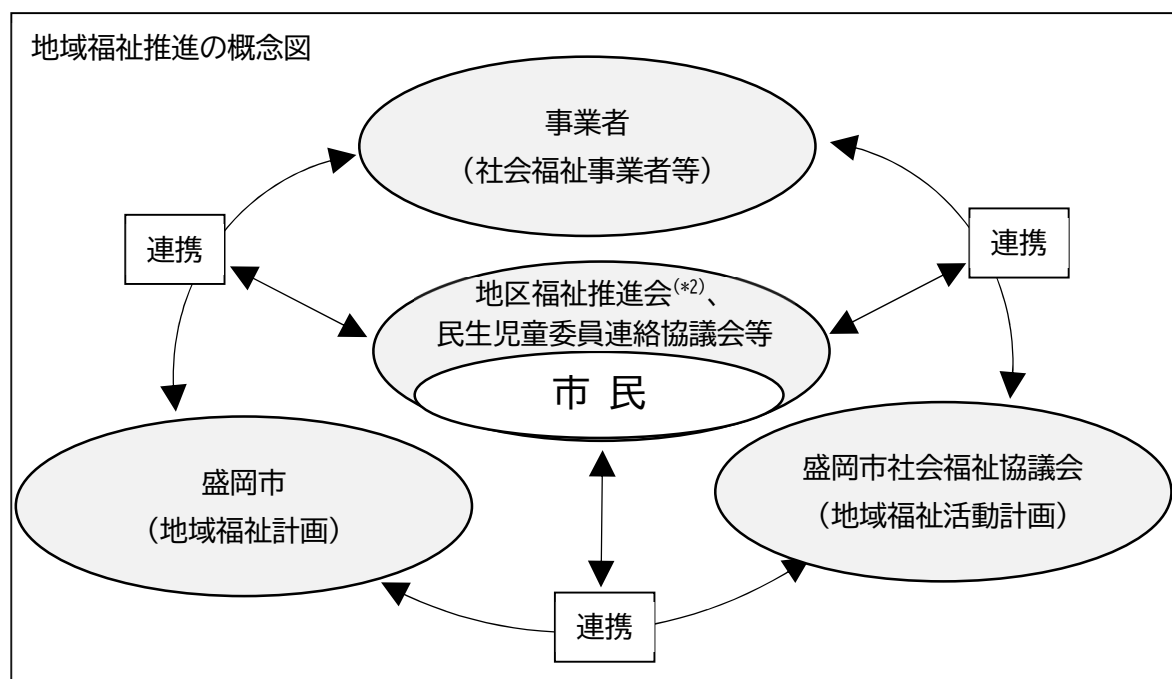 地域福祉推進の概念図
事業者
（社会福祉事業者等）
連携
連携
地区福祉推進会(*2)、
民生児童委員連絡協議会等
市 民
盛岡市
（地域福祉計画）
盛岡市社会福祉協議会
（地域福祉活動計画）
連携